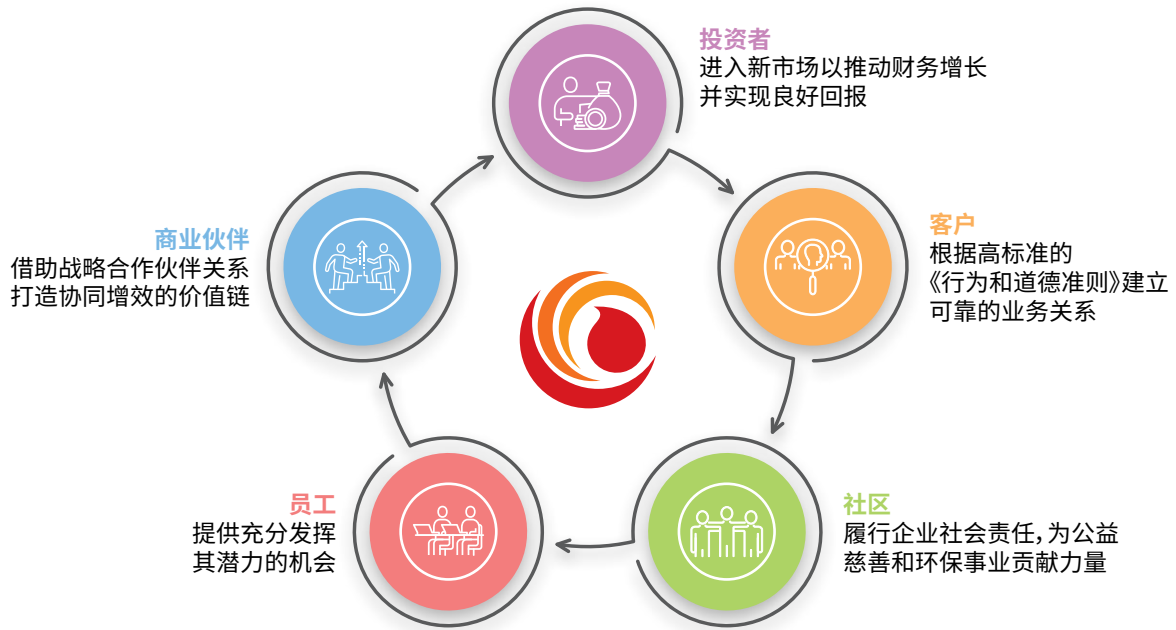 投资者
进入新市场以推动财务增长
并实现良好回报
客户
根据高标准的
《行为和道德准则》建立
可靠的业务关系
社区
履行企业社会责任，为公益
慈善和环保事业贡献力量
员工
提供充分发挥
其潜力的机会
商业伙伴
借助战略合作伙伴关系
打造协同增效的价值链